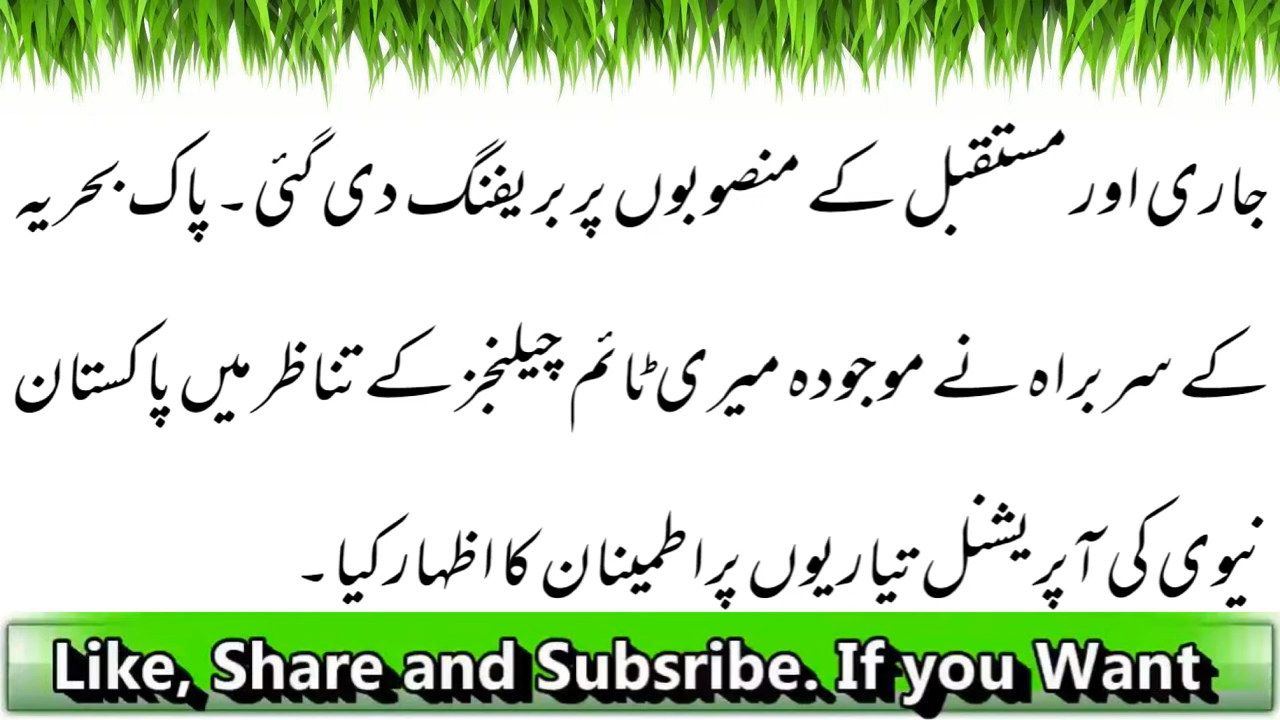 جاری اور مستقبل کے منصوبوں پر بریفنگ دی گئی۔ پاک بحریہ
کے سربراہ نے موجودہ میری ٹائم چیلنجز کے تناظر میں پاکستان
نیوی کی آپریشنل تیاریوں پر اطمینان کا اظہار کیا۔
Like, Share and Subsribe. If you Want